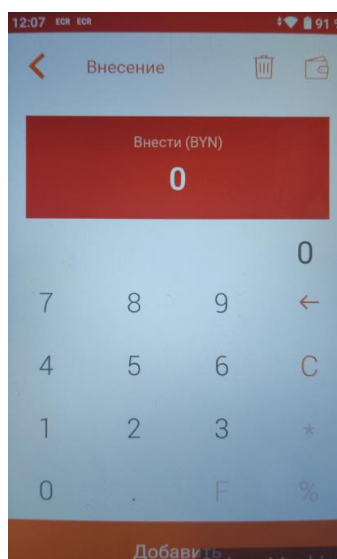 12:07 ECR ECR 91 %
Внесение
Внести (BYN)
0
0
7 8 9 ←
4 5 6 C
1 2 3 *
0 . F %
Добавить